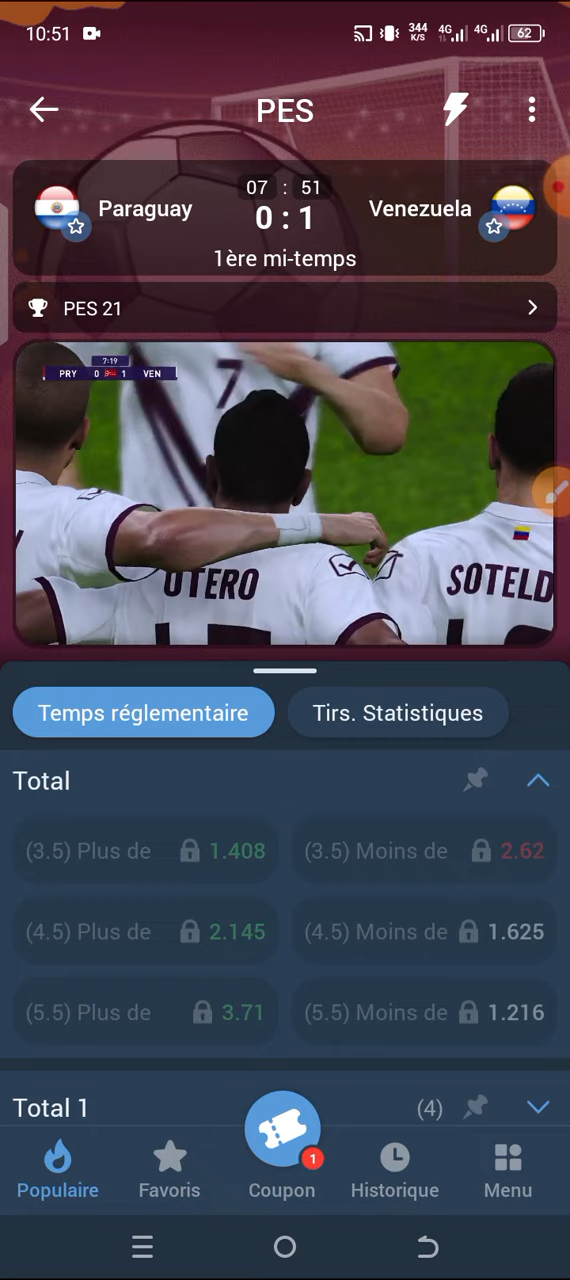 10:51 344 K/S 4G 4G 62
PES
Paraguay 07 : 51 Venezuela
0 : 1
1ère mi-temps
PES 21
7:19
PRY 0 1 VEN
7
OTERO SOTELD
Temps réglementaire Tirs. Statistiques
Total
(3.5) Plus de 1.408 (3.5) Moins de 2.62
(4.5) Plus de 2.145 (4.5) Moins de 1.625
(5.5) Plus de 3.71 (5.5) Moins de 1.216
Total 1 (4)
1
Populaire Favoris Coupon Historique Menu